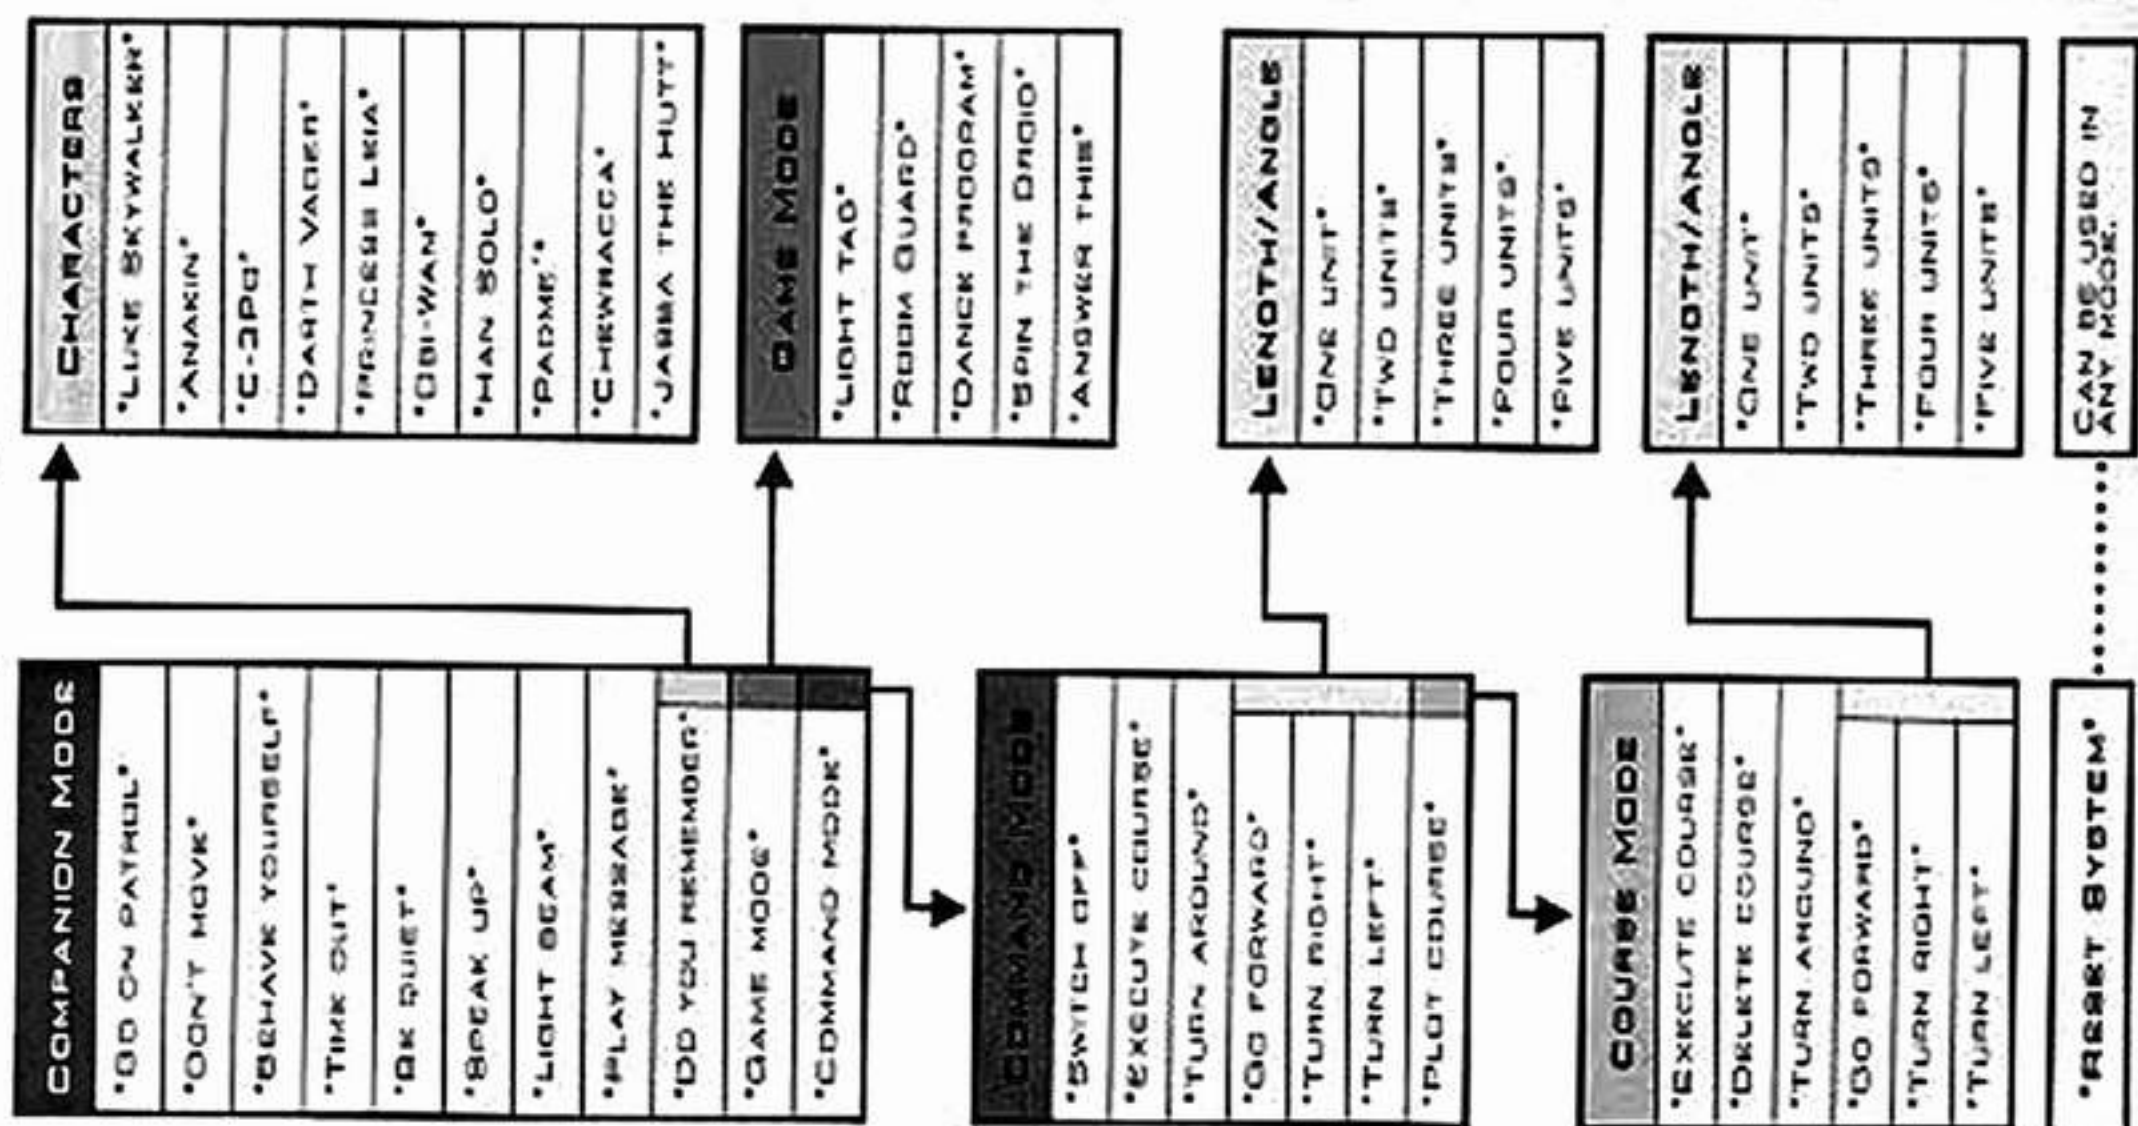 COMPANION MODE
"GO ON PATROL"
"DON'T MOVE"
"BEHAVE YOURSELF"
"TIME OUT"
"BE QUIET"
"SPEAK UP"
"LIGHT BEAM"
"PLAY MESSAGE"
"DO YOU REMEMBER"
"GAME MODE"
"COMMAND MODE"
CHARACTERS
"LUKE SKYWALKER"
"ANAKIN"
"C-3PO"
"DARTH VADER"
"PRINCESS LEIA"
"OBI-WAN"
"HAN SOLO"
"PADMÉ"
"CHEWBACCA"
"JABBA THE HUTT"
GAME MODE
"LIGHT TAG"
"ROOM GUARD"
"DANCE PROGRAM"
"SPIN THE DROID"
"ANSWER THIS"
COMMAND MODE
"SWITCH OFF"
"EXECUTE COURSE"
"TURN AROUND"
"GO FORWARD"
"TURN RIGHT"
"TURN LEFT"
"PLOT COURSE"
LENGTH/ANGLE
"ONE UNIT"
"TWO UNITS"
"THREE UNITS"
"FOUR UNITS"
"FIVE UNITS"
COURSE MODE
"EXECUTE COURSE"
"DELETE COURSE"
"TURN AROUND"
"GO FORWARD"
"TURN RIGHT"
"TURN LEFT"
LENGTH/ANGLE
"ONE UNIT"
"TWO UNITS"
"THREE UNITS"
"FOUR UNITS"
"FIVE UNITS"
"RESET SYSTEM"
CAN BE USED IN
ANY MODE.